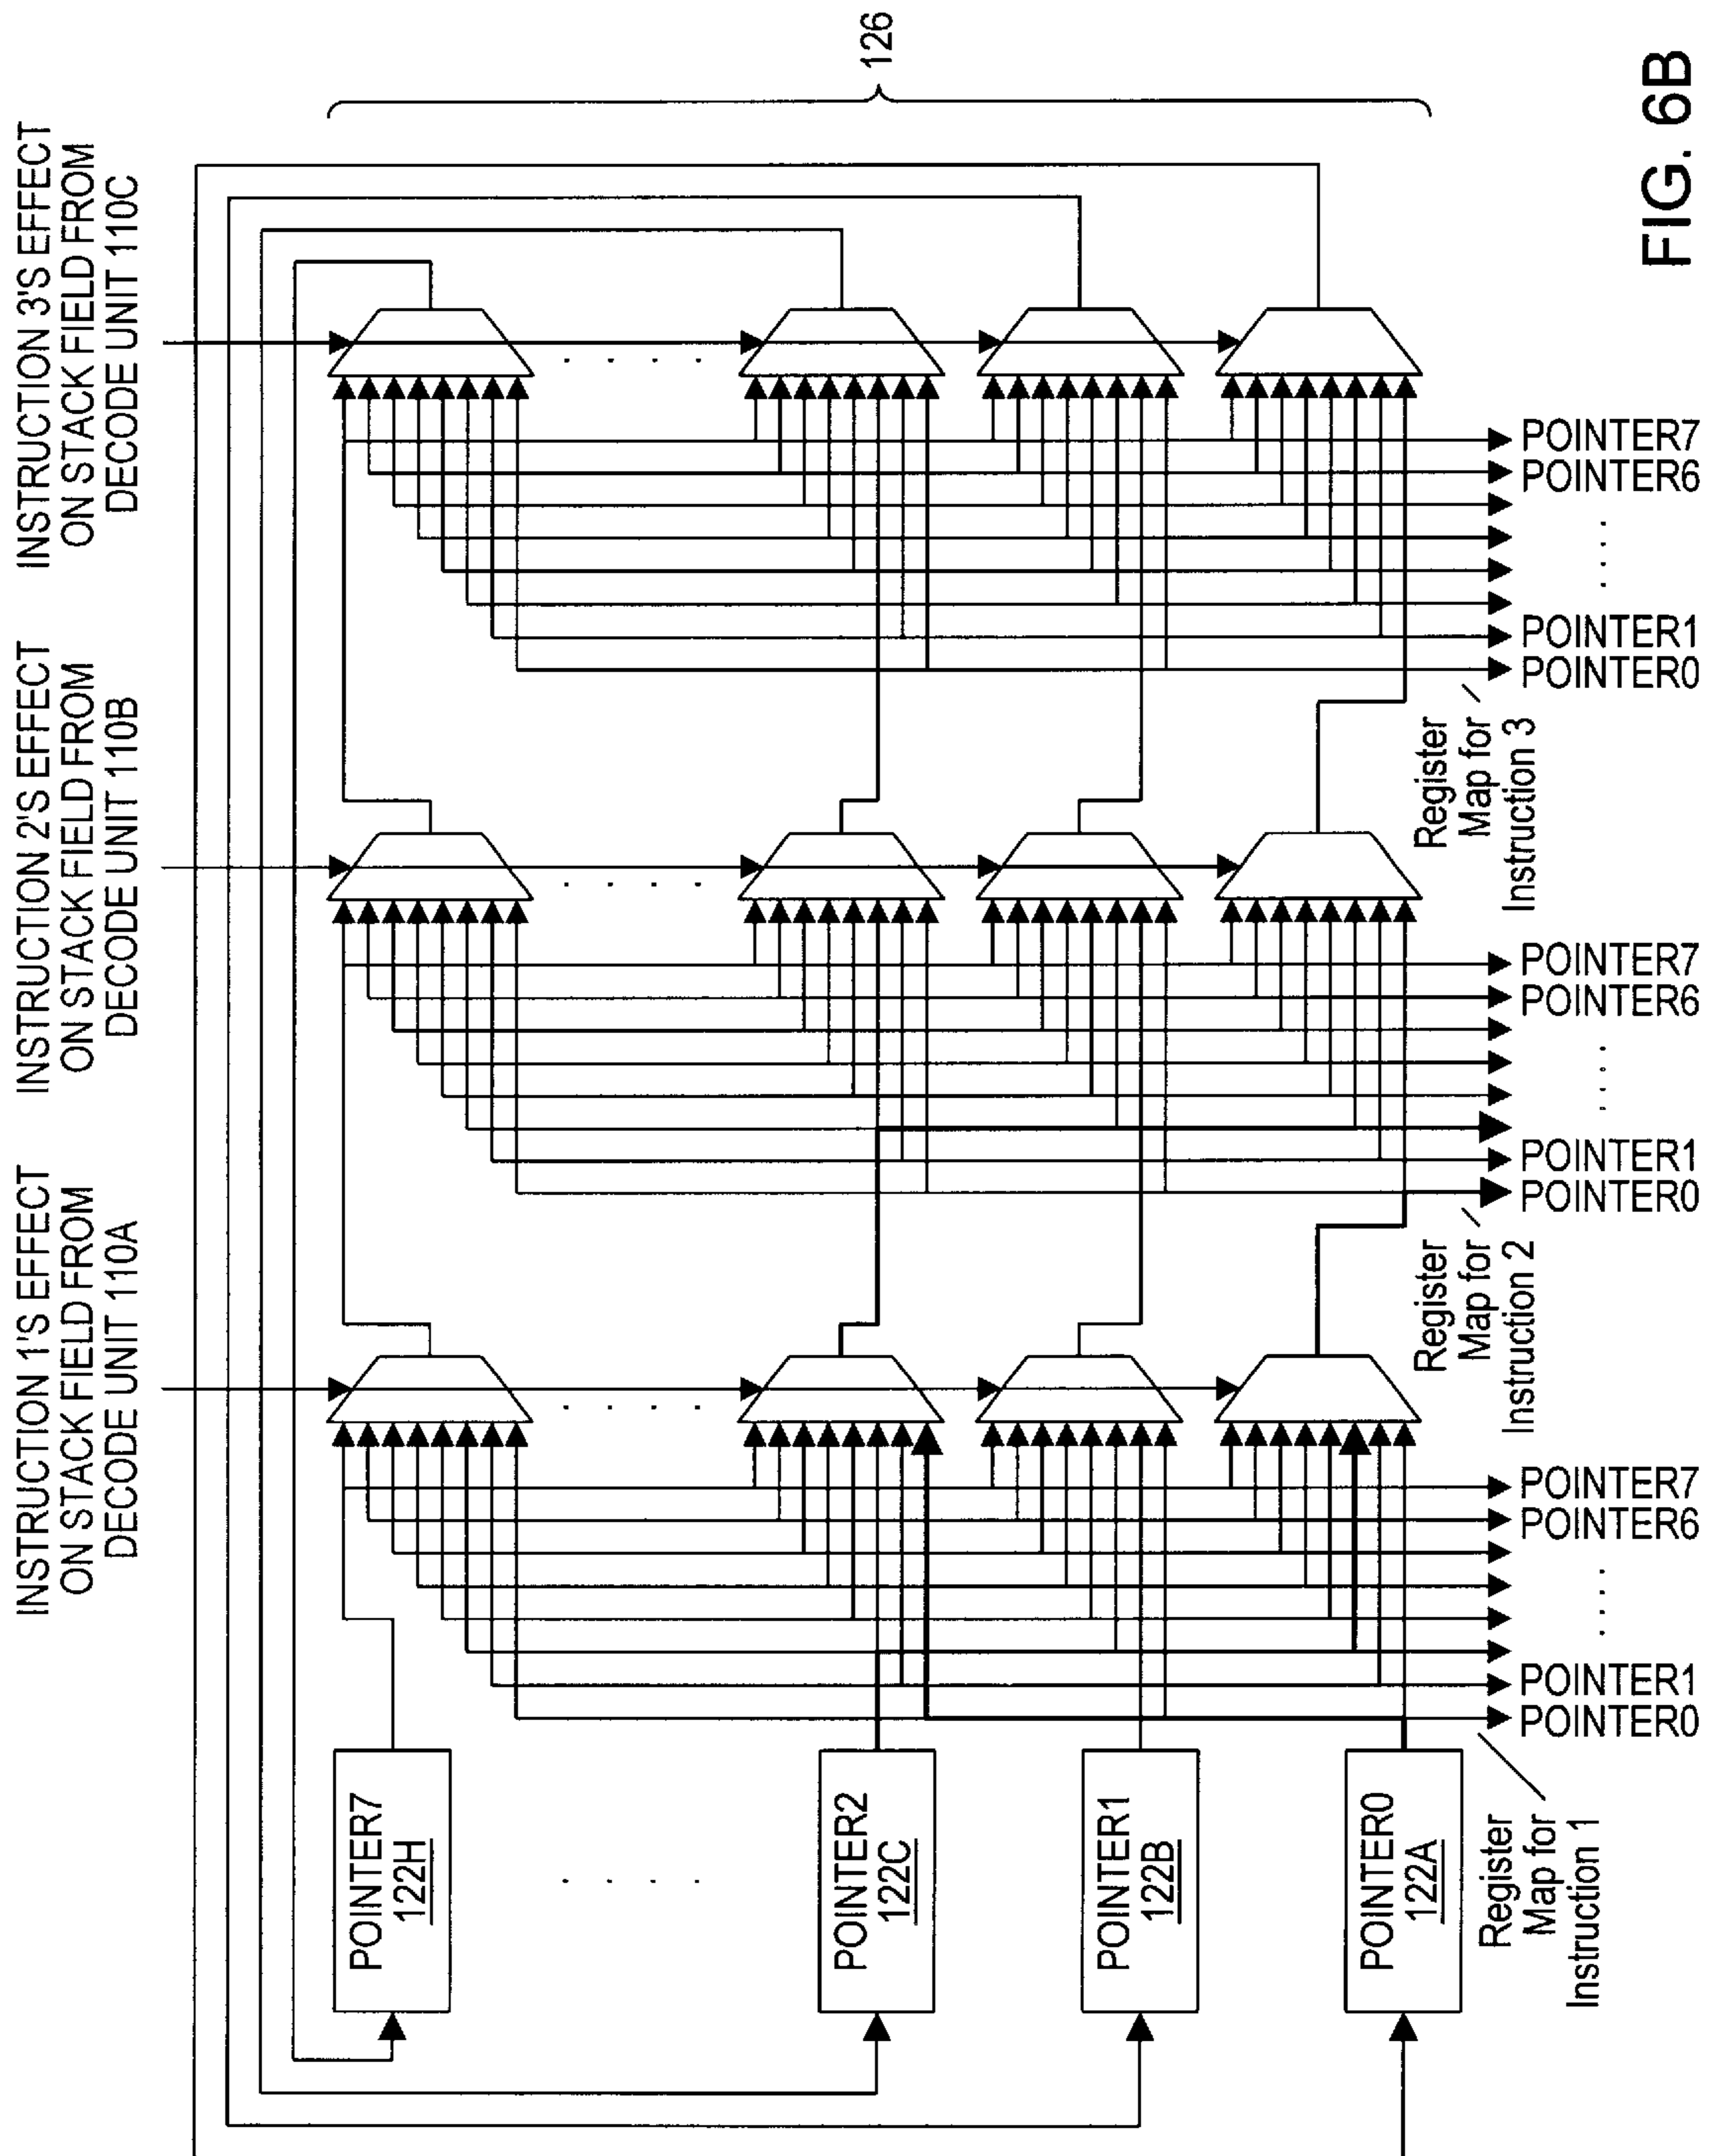 INSTRUCTION 1'S EFFECT
ON STACK FIELD FROM
DECODE UNIT 110A
INSTRUCTION 2'S EFFECT
ON STACK FIELD FROM
DECODE UNIT 110B
INSTRUCTION 3'S EFFECT
ON STACK FIELD FROM
DECODE UNIT 110C
126
POINTER7
122H
POINTER2
122C
POINTER1
122B
POINTER0
122A
Register
Map for
Instruction 1
POINTER0
POINTER1
POINTER6
POINTER7
Register
Map for
Instruction 2
POINTER0
POINTER1
POINTER6
POINTER7
Register
Map for
Instruction 3
POINTER0
POINTER1
POINTER6
POINTER7
FIG. 6B